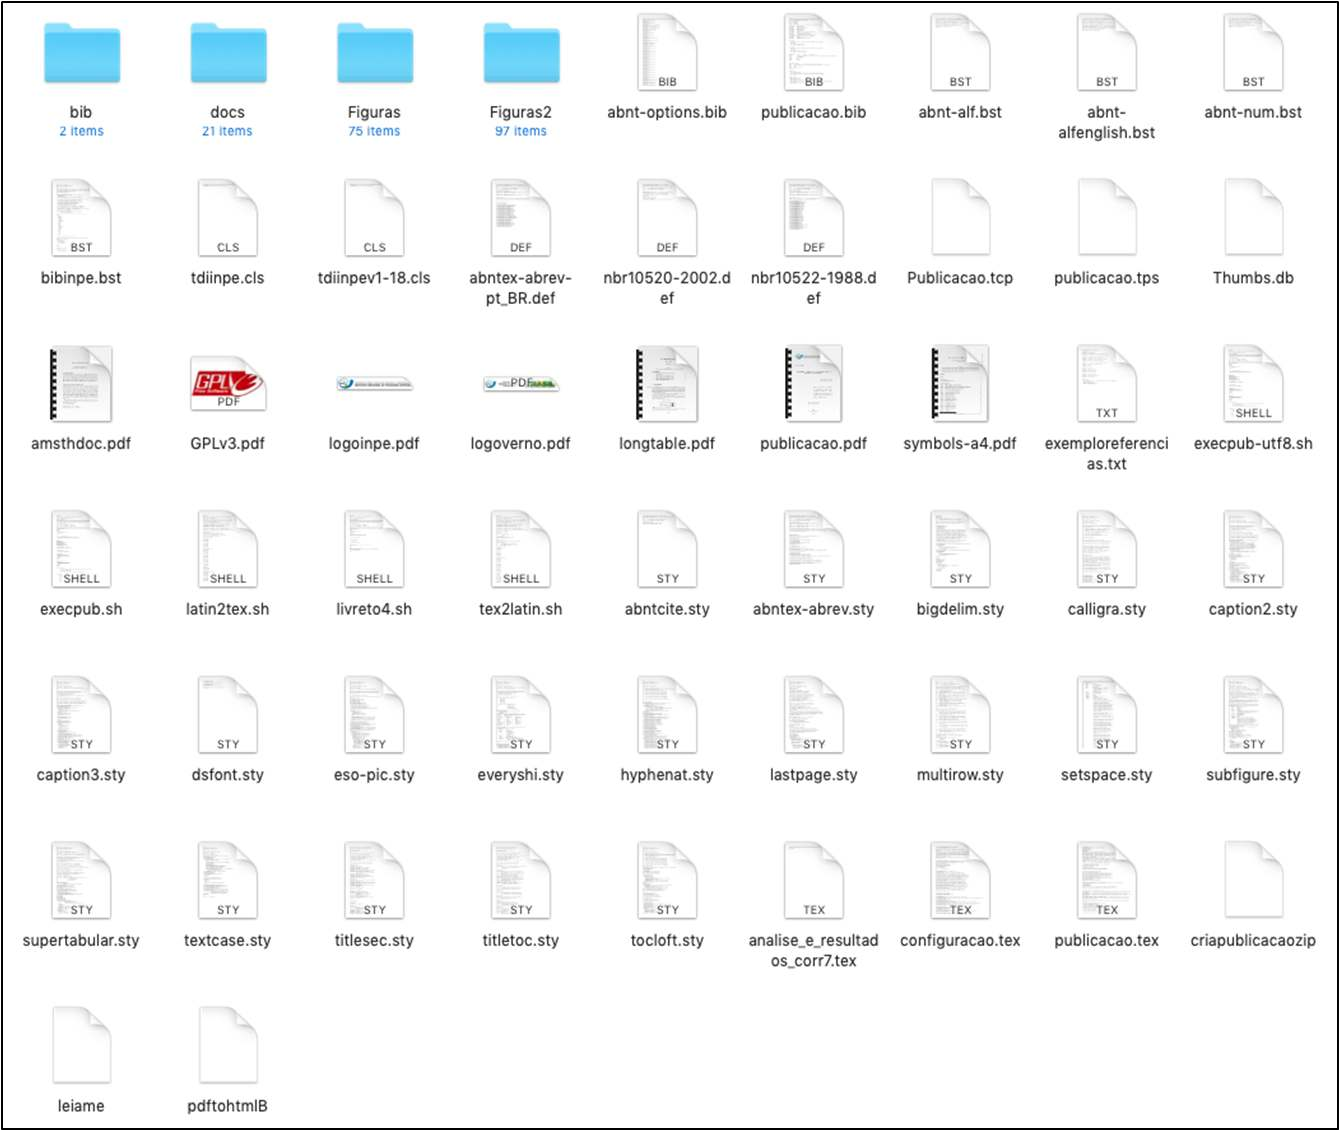 BIB
BIB
BST
BST
BST
bib
docs
Figuras
Figuras2
abnt-options.bib
publicacao.bib
abnt-alf.bst
abnt-
alfenglish.bst
abnt-num.bst
2 items
21 items
75 items
97 items
BST
CLS
CLS
DEF
DEF
DEF
bibinpe.bst
tdiinpe.cls
tdiinpev1-18.cls
abntex-abrev-
pt_BR.def
nbr10520-2002.d
ef
nbr10522-1988.d
ef
Publicacao.tcp
publicacao.tps
Thumbs.db
GPLv3
PDF
PDF
TXT
SHELL
amsthdoc.pdf
GPLv3.pdf
logoinpe.pdf
logoverno.pdf
longtable.pdf
publicacao.pdf
symbols-a4.pdf
exemploreferenci
as.txt
execpub-utf8.sh
SHELL
SHELL
SHELL
SHELL
STY
STY
STY
STY
STY
execpub.sh
latin2tex.sh
livreto4.sh
tex2latin.sh
abntcite.sty
abntex-abrev.sty
bigdelim.sty
calligra.sty
caption2.sty
STY
STY
STY
STY
STY
STY
STY
STY
STY
caption3.sty
dsfont.sty
eso-pic.sty
everyshi.sty
hyphenat.sty
lastpage.sty
multirow.sty
setspace.sty
subfigure.sty
STY
STY
STY
STY
STY
TEX
TEX
TEX
supertabular.sty
textcase.sty
titlesec.sty
titletoc.sty
tocloft.sty
analise_e_resultad
os_corr7.tex
configuracao.tex
publicacao.tex
criapublicacaozip
leiame
pdftohtmlB